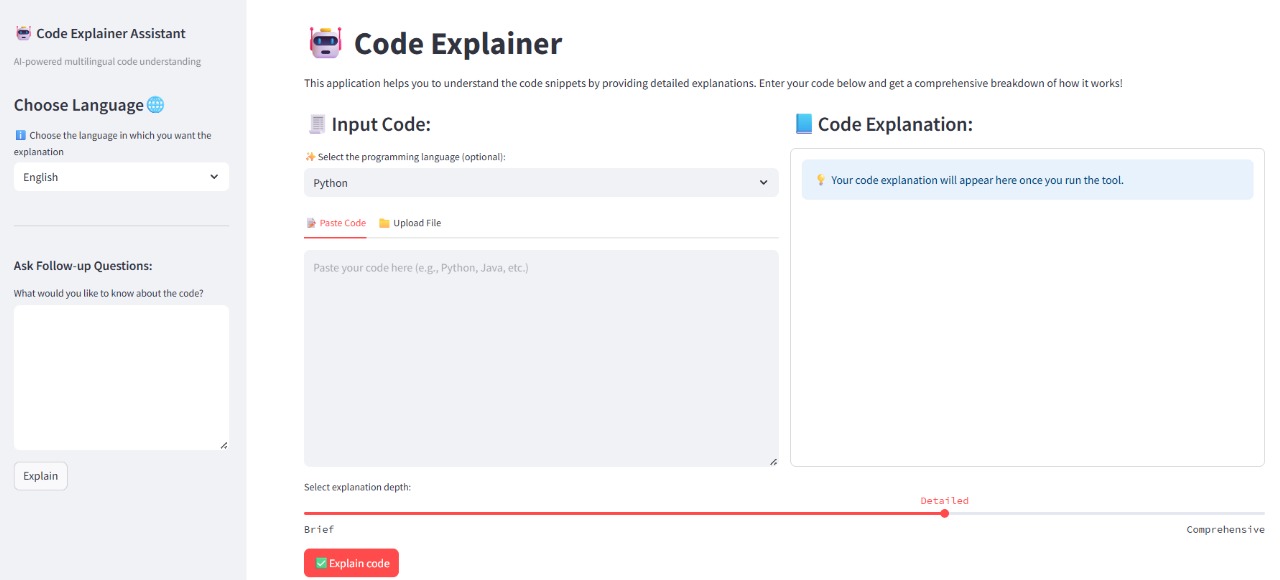 Code Explainer Assistant
AI-powered multilingual code understanding
Choose Language
Choose the language in which you want the
explanation
English
Ask Follow-up Questions:
What would you like to know about the code?
Explain
Code Explainer
This application helps you to understand the code snippets by providing detailed explanations. Enter your code below and get a comprehensive breakdown of how it works!
Input Code:
Select the programming language (optional):
Python
Paste Code
Upload File
Paste your code here (e.g., Python, Java, etc.)
Code Explanation:
Your code explanation will appear here once you run the tool.
Select explanation depth:
Detailed
Brief
Comprehensive
Explain code